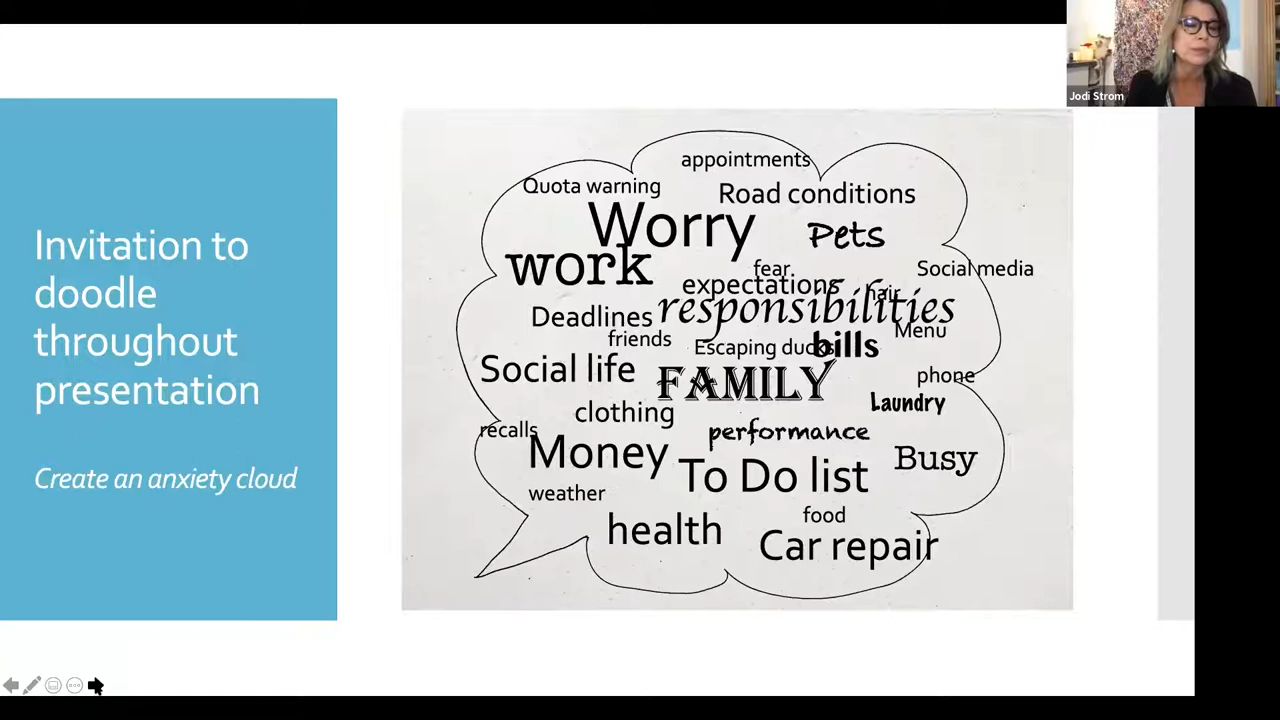 Jodi Strom
Invitation to
doodle
throughout
presentation
Create an anxiety cloud
appointments
Quota warning
Road conditions
Worry
Pets
work
fear
Social media
expectations
hair
responsibilities
Deadlines
Menu
friends
Escaping ducks
bills
Social life
FAMILY
phone
Laundry
clothing
recalls
performance
Money
To Do list
Busy
weather
food
health
Car repair